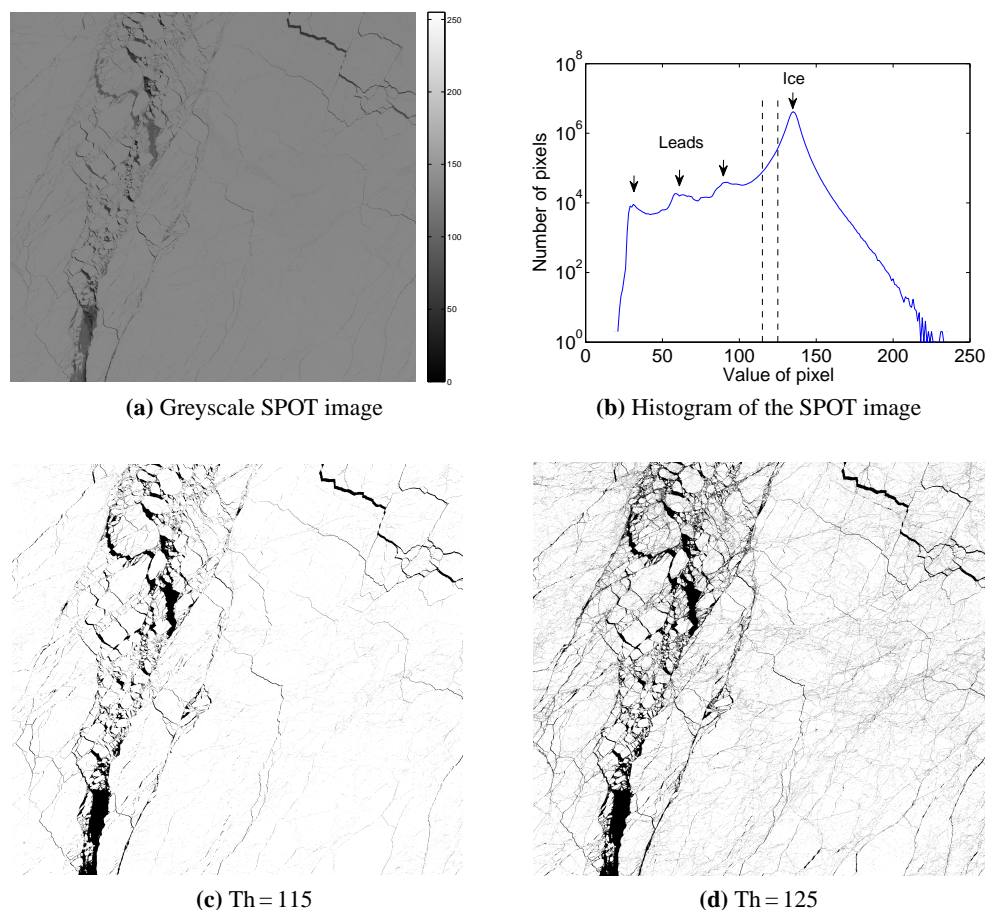 250
200
150
100
50
0
(a) Greyscale SPOT image
10^8
10^6
10^4
10^2
10^0
Number of pixels
Leads
Ice
0 50 100 150 200 250
Value of pixel
(b) Histogram of the SPOT image
(c) Th = 115
(d) Th = 125